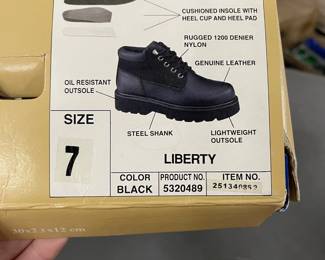 CUSHIONED INSOLE WITH
HEEL CUP AND HEEL PAD
RUGGED 1200 DENIER
NYLON
GENUINE LEATHER
OIL RESISTANT
OUTSOLE
STEEL SHANK
LIGHTWEIGHT
OUTSOLE
SIZE
7
LIBERTY
COLOR
BLACK
PRODUCT NO.
5320489
ITEM NO.
251340892